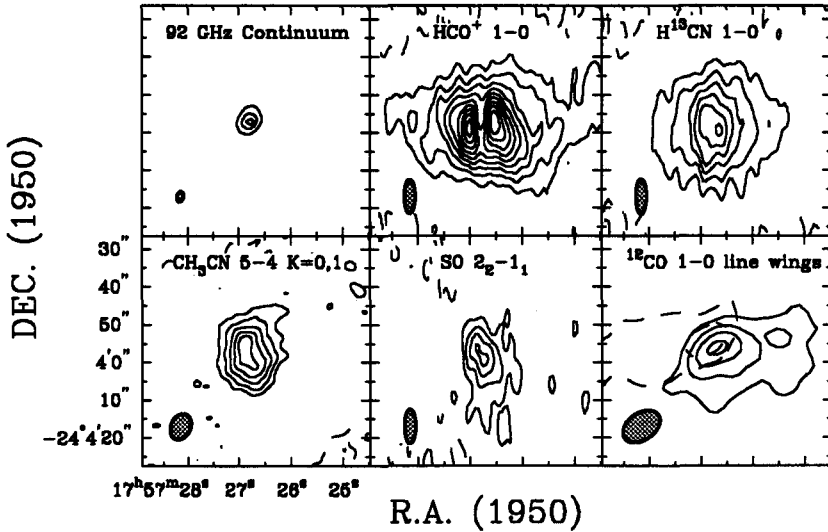 92 GHz Continuum
HCO⁺ 1-0
H¹³CN 1-0
CH₃CN 5-4 K=0,1
SO 2₂-1₁
¹²CO 1-0 line wings
DEC. (1950)
30"
40"
50"
4'0"
10"
-24°4'20"
17ʰ57ᵐ28ˢ 27ˢ 26ˢ 25ˢ
R.A. (1950)